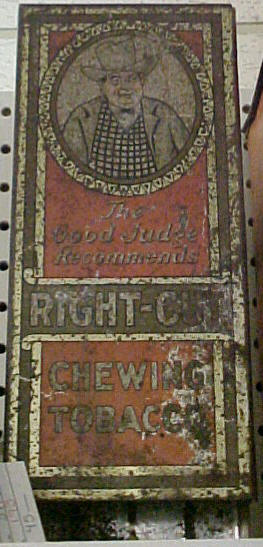 The
Good Judge
Recommends
RIGHT-CUT
CHEWING
TOBACCO